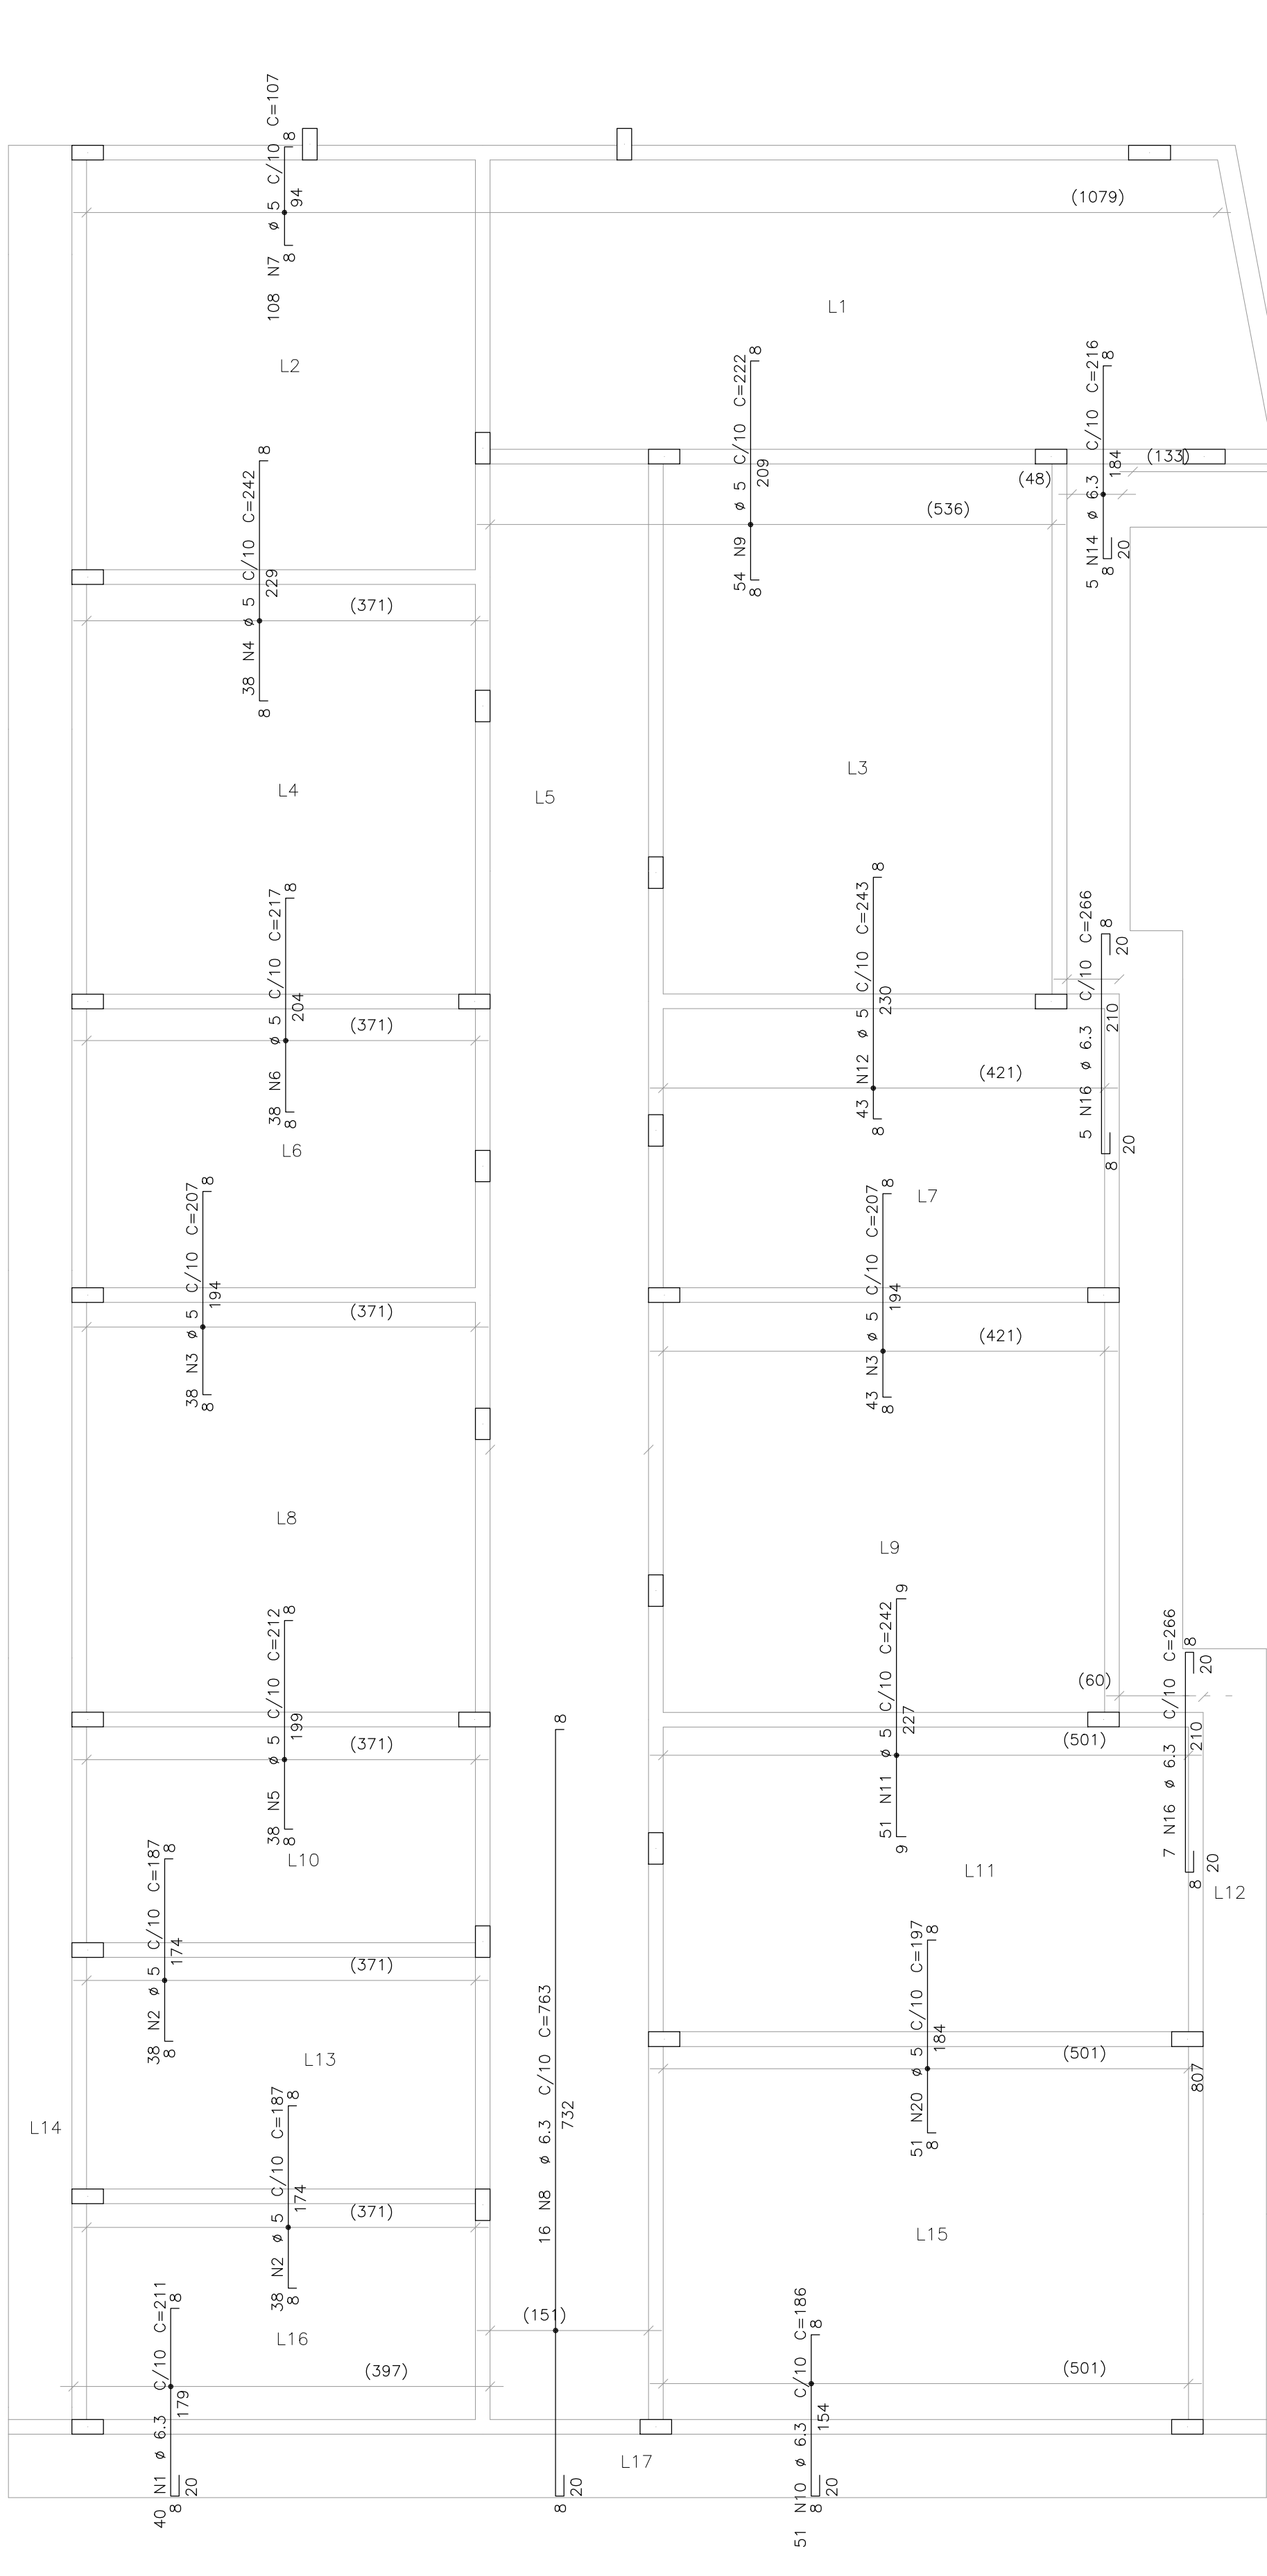 108 N7 ø 5 C/10 C=107
8
94
8
(1079)
L1
L2
54 N9 ø 5 C/10 C=222
8
209
8
5 N14 ø 6.3 C/10 C=216
8
184
20
8
(133)
(48)
(536)
38 N4 ø 5 C/10 C=242
8
229
8
(371)
L4
L5
L3
38 N6 ø 5 C/10 C=217
8
204
8
(371)
43 N12 ø 5 C/10 C=243
8
230
8
(421)
5 N16 ø 6.3 C/10 C=266
8
20
210
20
8
L6
L7
38 N3 ø 5 C/10 C=207
8
194
8
(371)
43 N3 ø 5 C/10 C=207
8
194
8
(421)
L8
L9
38 N5 ø 5 C/10 C=212
8
199
8
(371)
51 N11 ø 5 C/10 C=242
9
227
9
(501)
(60)
7 N16 ø 6.3 C/10 C=266
8
20
210
20
8
L10
L11
L12
38 N2 ø 5 C/10 C=187
8
174
8
(371)
16 N8 ø 6.3 C/10 C=763
8
732
20
8
(151)
51 N20 ø 5 C/10 C=197
8
184
8
(501)
807
L13
L14
38 N2 ø 5 C/10 C=187
8
174
8
(371)
L15
40 N1 ø 6.3 C/10 C=211
8
179
20
8
L16
(397)
51 N10 ø 6.3 C/10 C=186
8
154
20
8
(501)
L17